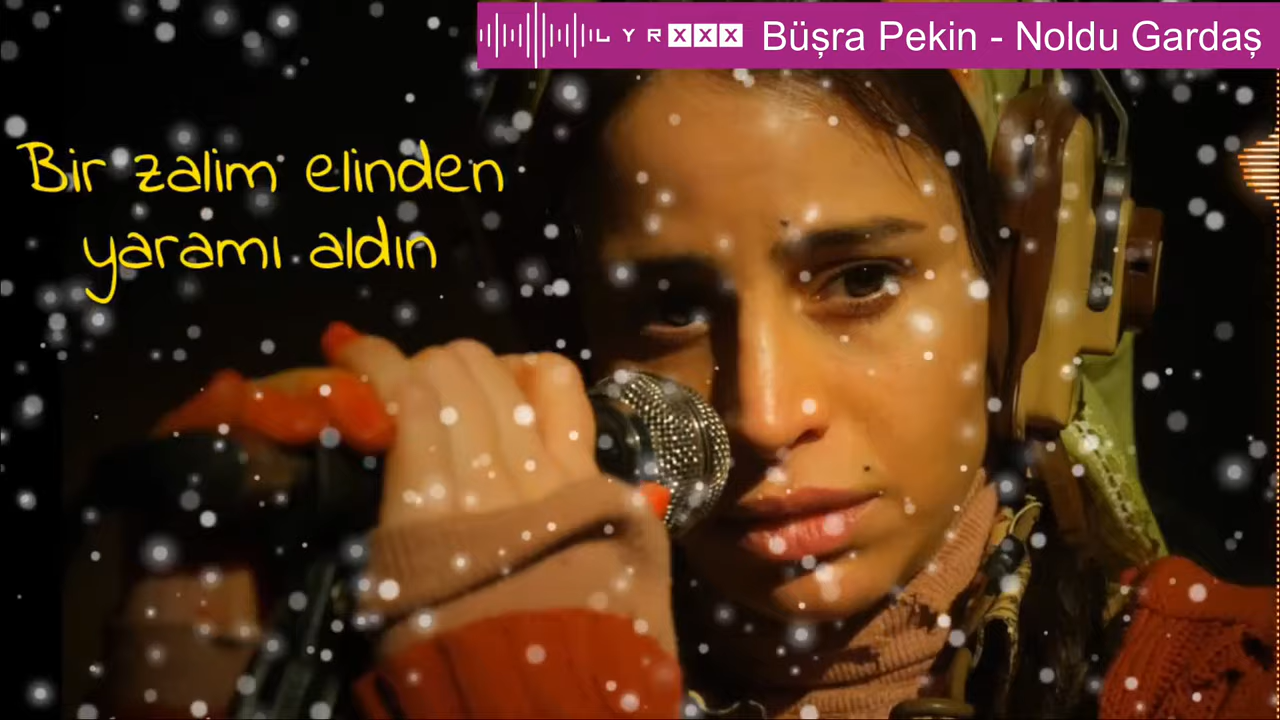 LYRXXX Büşra Pekin - Noldu Gardaş
Bir zalim elinden
yaramı aldın